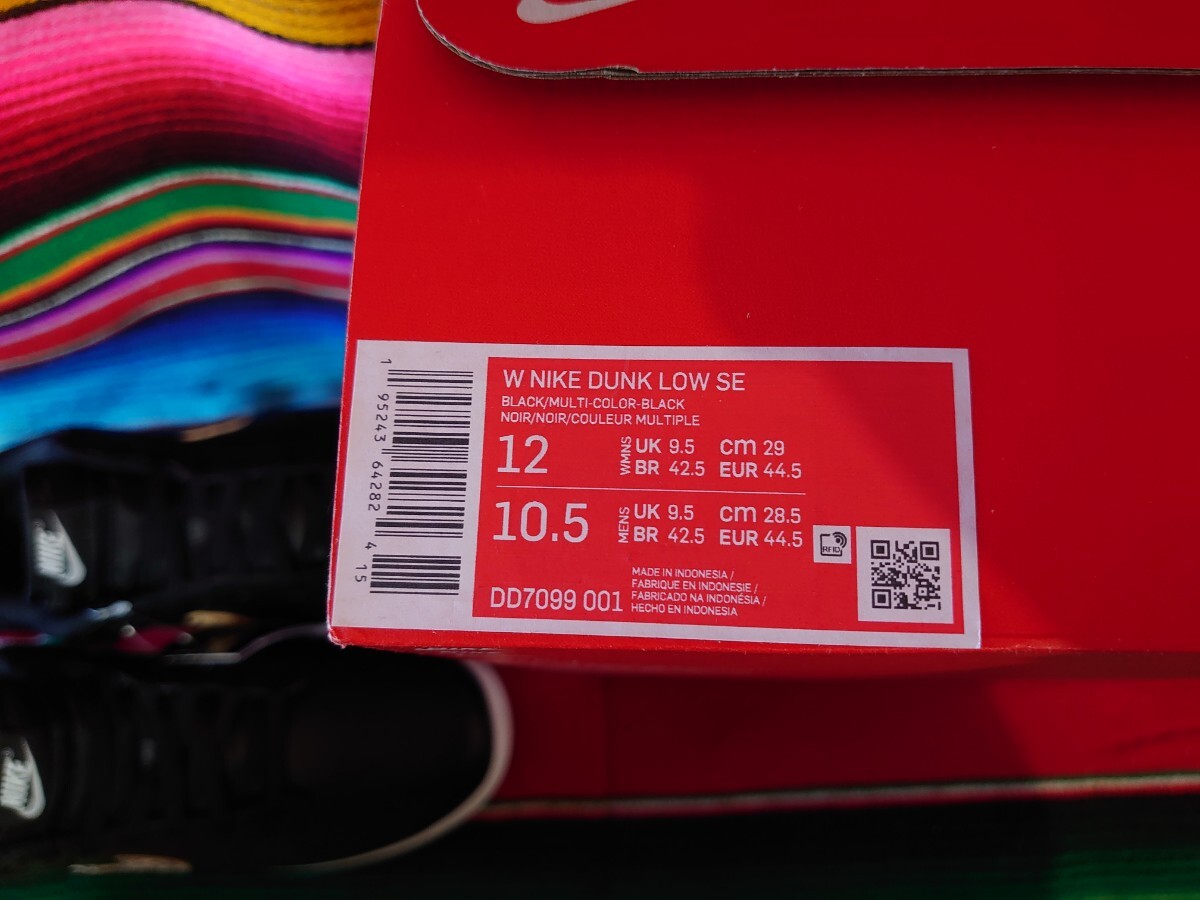 W NIKE DUNK LOW SE
BLACK/MULTI-COLOR-BLACK
NOIR/NOIR/COULEUR MULTIPLE
12 WMNS UK 9.5 cm 29
BR 42.5 EUR 44.5
10.5 MENS UK 9.5 cm 28.5
BR 42.5 EUR 44.5
RFID
DD7099 001
MADE IN INDONESIA /
FABRIQUE EN INDONESIE /
FABRICADO NA INDONÉSIA /
HECHO EN INDONESIA
1 95243 64282 4 15
NIKE
NIKE